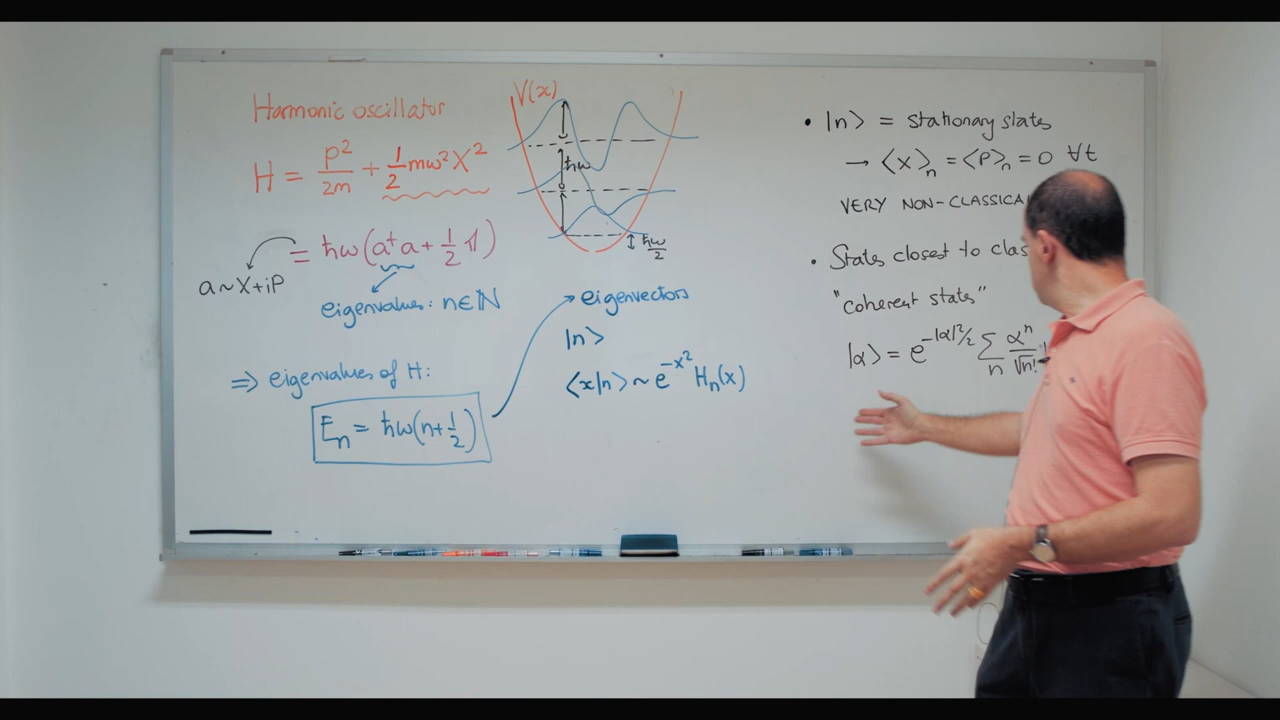 Harmonic oscillator
H = P²/2m + 1/2 mω²X²
= ħω(a†a + 1/2 𝟙)
a ~ X+iP
eigenvalues: n∈ℕ
⇒ eigenvalues of H:
Eₙ = ħω(n+1/2)
V(x)
ħω
ħω/2
→ eigenvectors
|n>
<x|n> ~ e^{-x²} Hₙ(x)
• |n> = stationary states
→ <x>ₙ = <P>ₙ = 0 ∀t
VERY NON-CLASSICA
• States closest to clas
"coherent states"
|α> = e^{-|α|²/2} Σₙ αⁿ/√n!